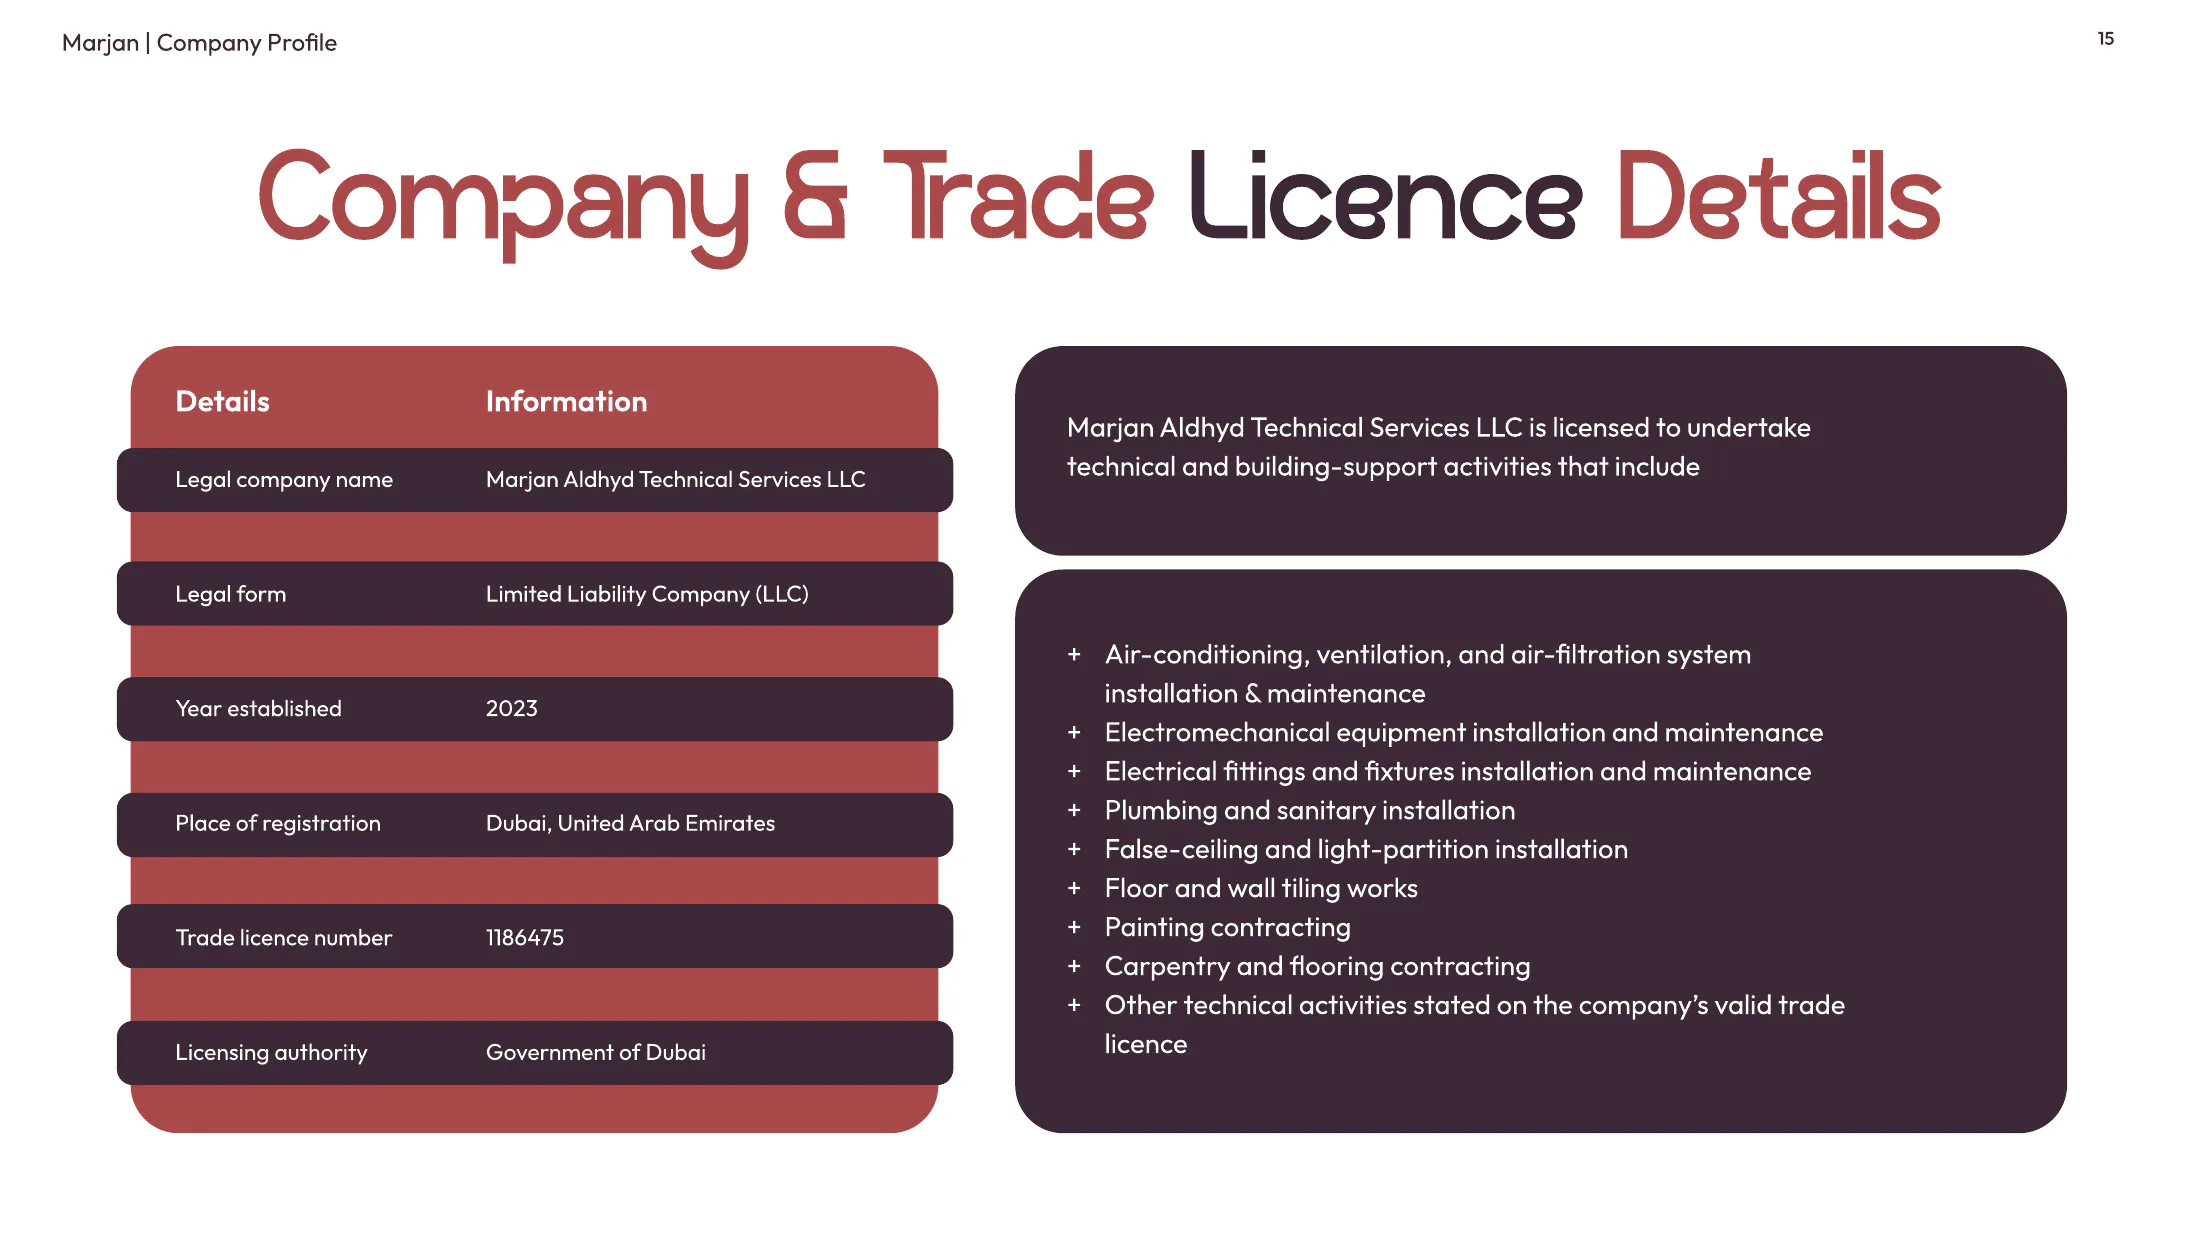 Marjan | Company Profile
15
Company & Trade Licence Details
Details Information
Legal company name Marjan Aldhyd Technical Services LLC
Legal form Limited Liability Company (LLC)
Year established 2023
Place of registration Dubai, United Arab Emirates
Trade licence number 1186475
Licensing authority Government of Dubai
Marjan Aldhyd Technical Services LLC is licensed to undertake
technical and building-support activities that include
+ Air-conditioning, ventilation, and air-filtration system
installation & maintenance
+ Electromechanical equipment installation and maintenance
+ Electrical fittings and fixtures installation and maintenance
+ Plumbing and sanitary installation
+ False-ceiling and light-partition installation
+ Floor and wall tiling works
+ Painting contracting
+ Carpentry and flooring contracting
+ Other technical activities stated on the company’s valid trade
licence